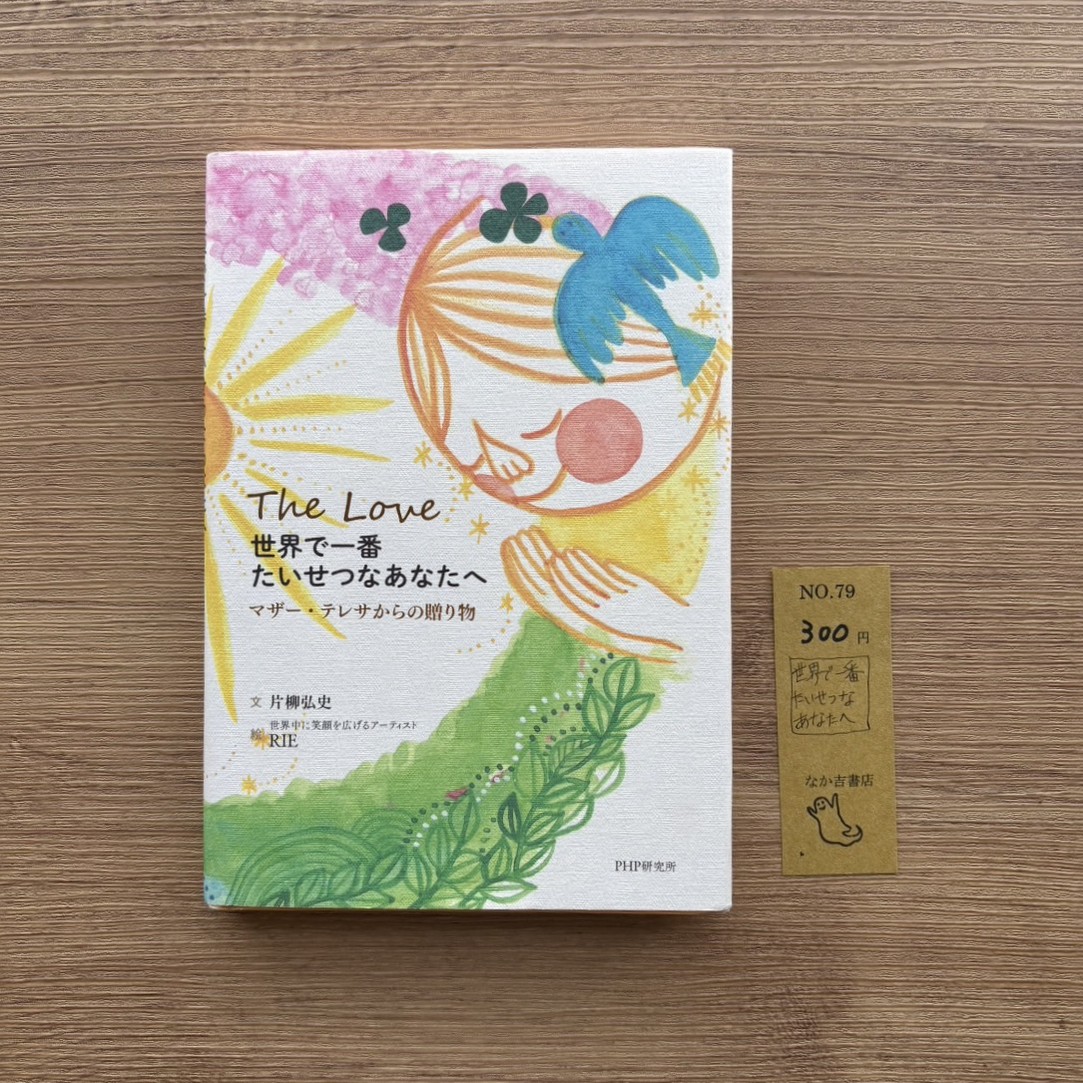 The Love
世界で一番
たいせつなあなたへ
マザー・テレサからの贈り物
文 片柳弘史
世界中に笑顔を広げるアーティスト
絵 RIE
PHP研究所
NO.79
300 円
世界で一番
たいせつな
あなたへ
なか吉書店